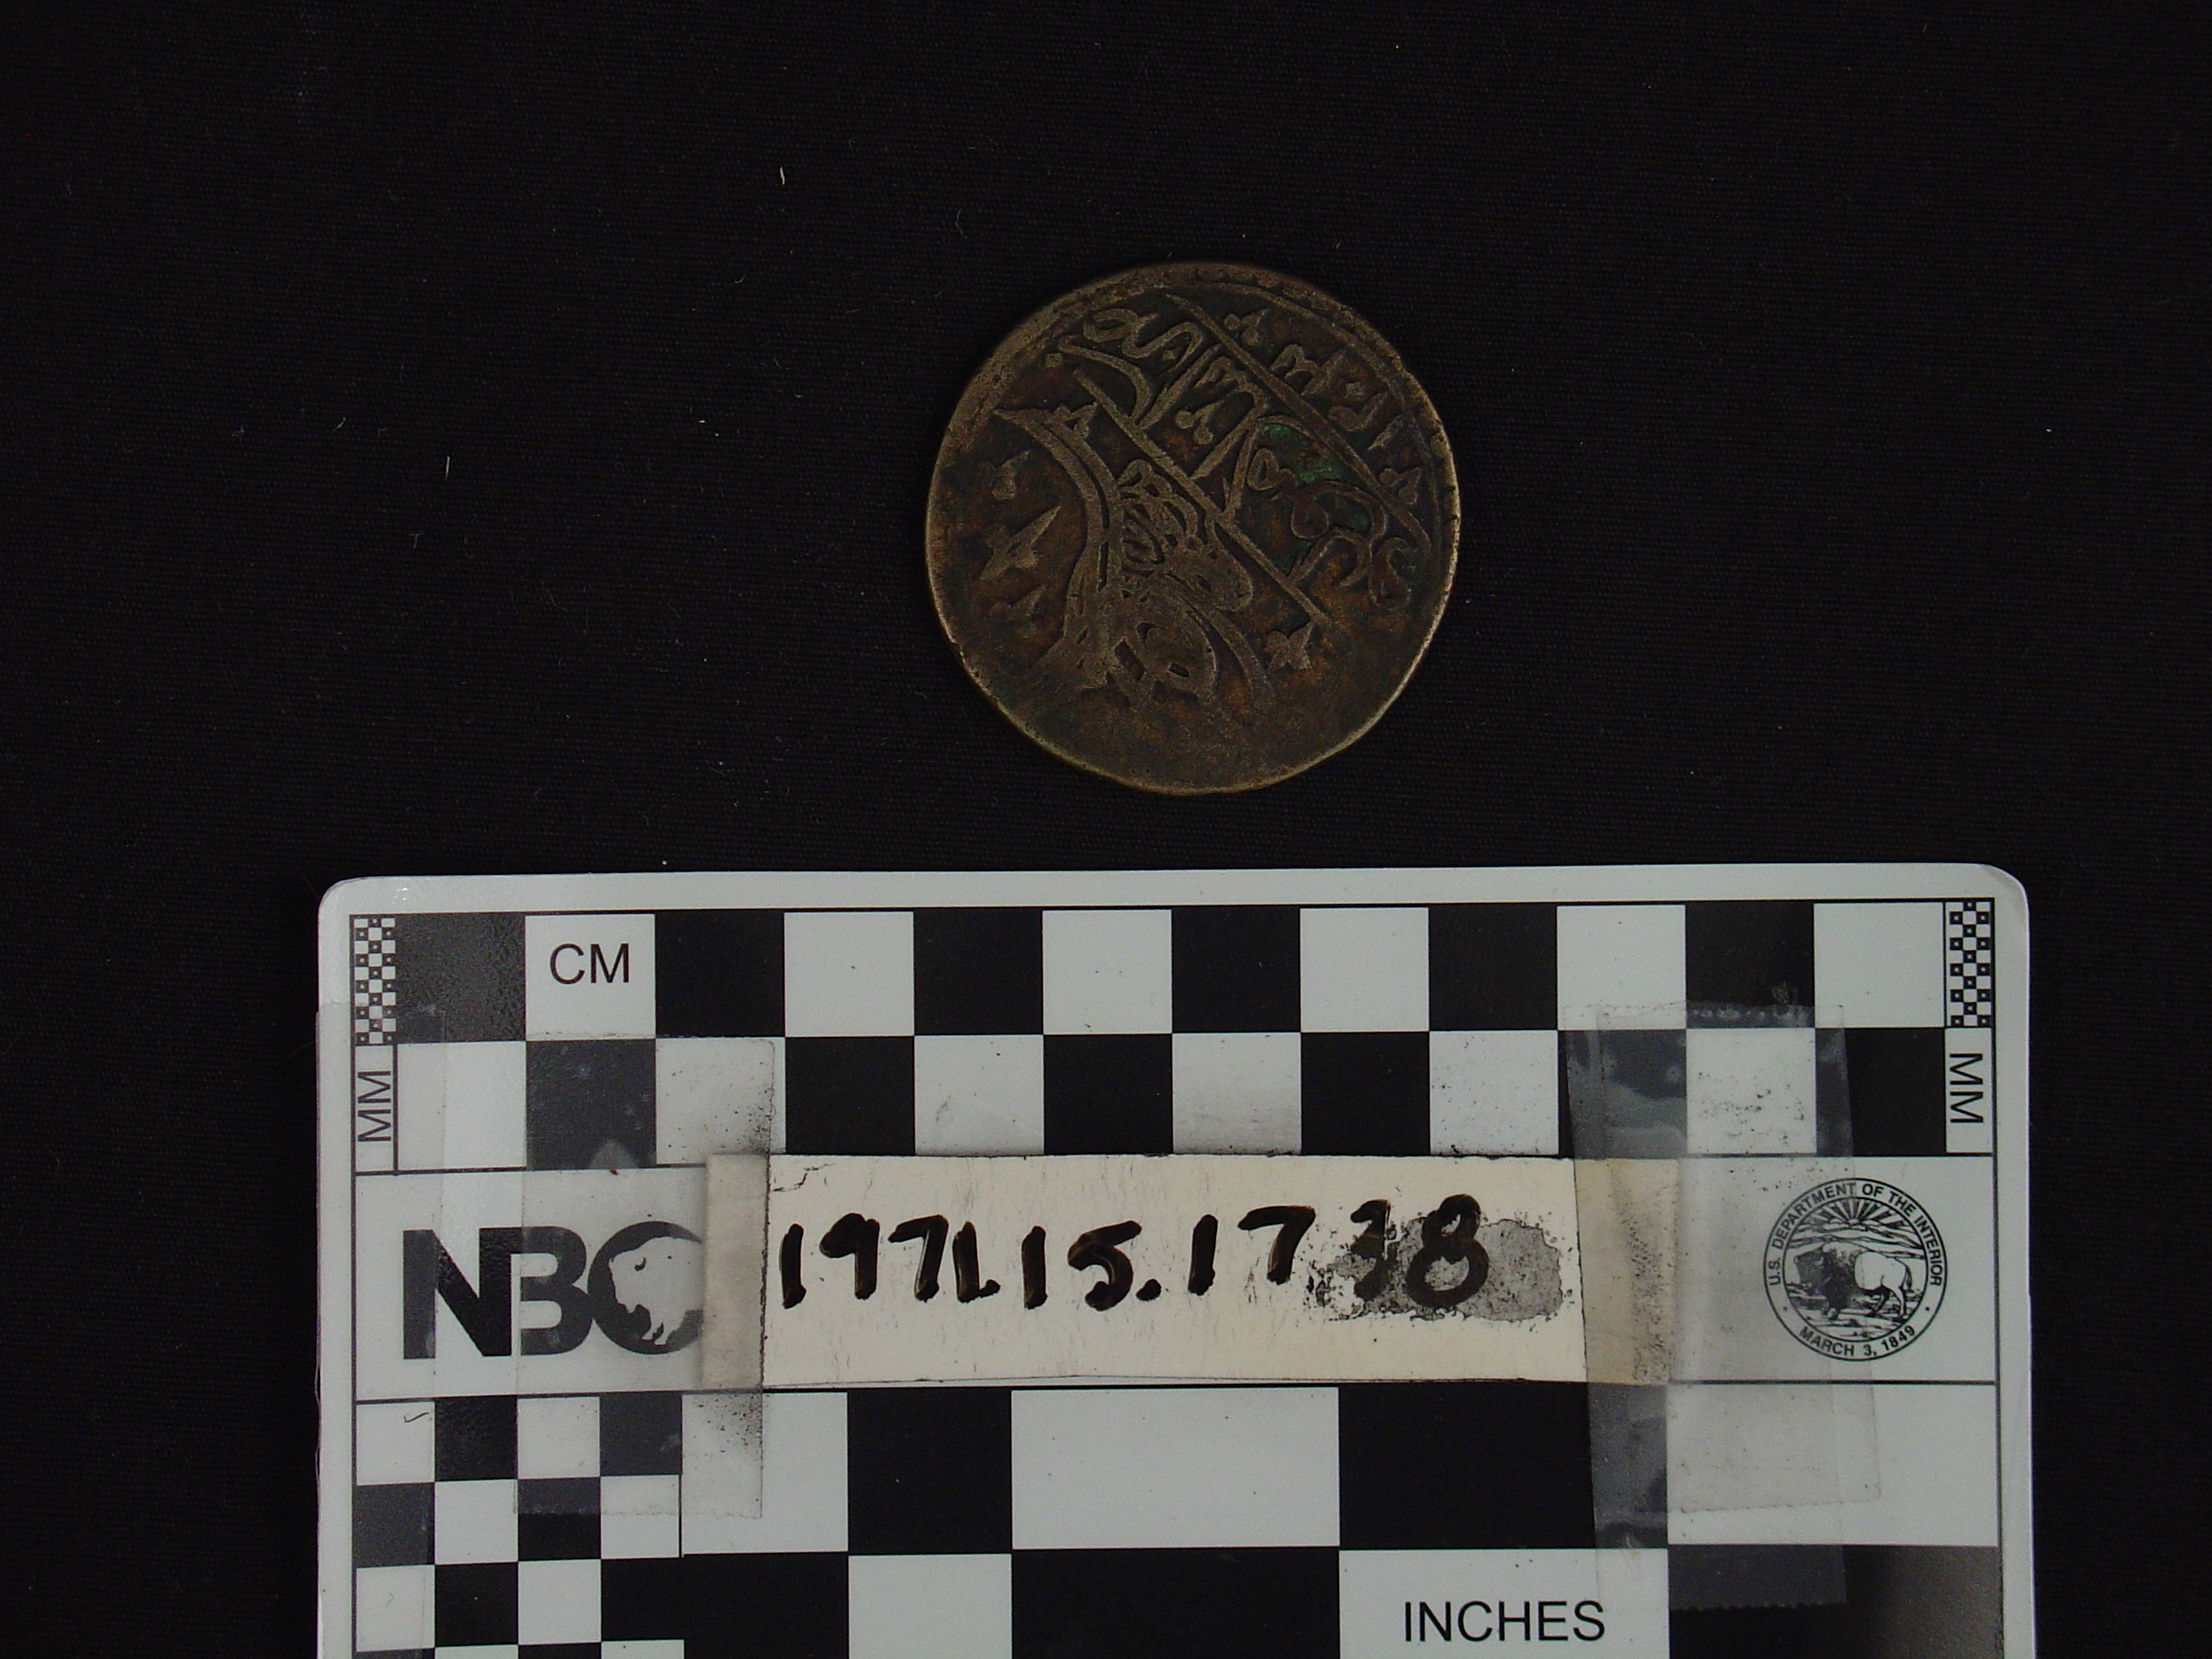 CM
MM
MM
NBC
1971.15.1738
U.S. DEPARTMENT OF THE INTERIOR
MARCH 3, 1849
INCHES